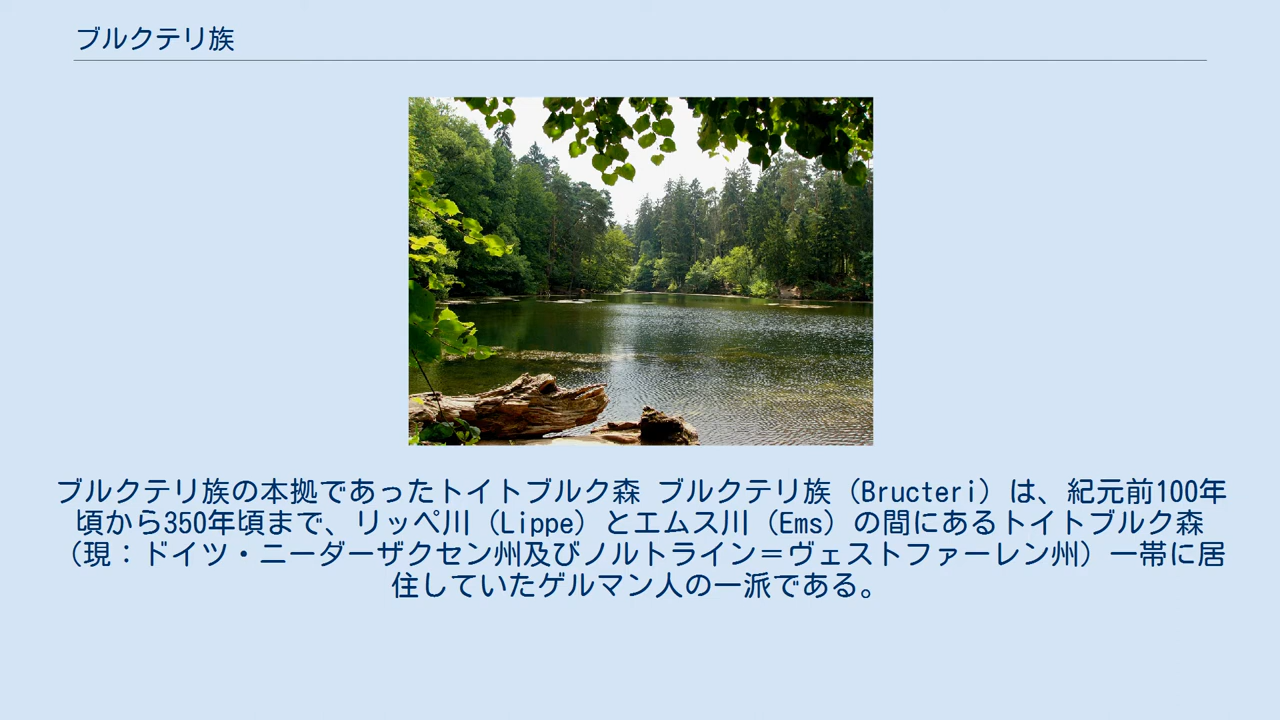 ブルクテリ族
ブルクテリ族の本拠であったトイトブルク森 ブルクテリ族（Bructeri）は、紀元前100年
頃から350年頃まで、リッペ川（Lippe）とエムス川（Ems）の間にあるトイトブルク森
（現：ドイツ・ニーダーザクセン州及びノルトライン＝ヴェストファーレン州）一帯に居
住していたゲルマン人の一派である。